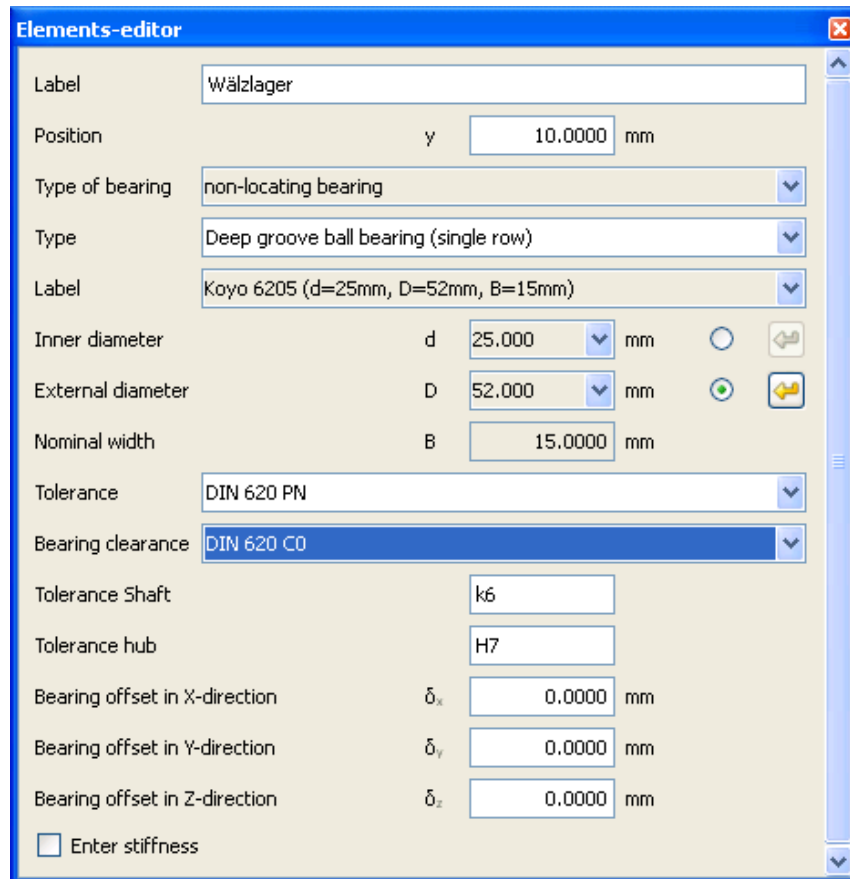 Elements-editor
Label Wälzlager
Position y 10.0000 mm
Type of bearing non-locating bearing
Type Deep groove ball bearing (single row)
Label Koyo 6205 (d=25mm, D=52mm, B=15mm)
Inner diameter d 25.000 mm
External diameter D 52.000 mm
Nominal width B 15.0000 mm
Tolerance DIN 620 PN
Bearing clearance DIN 620 C0
Tolerance Shaft k6
Tolerance hub H7
Bearing offset in X-direction δx 0.0000 mm
Bearing offset in Y-direction δy 0.0000 mm
Bearing offset in Z-direction δz 0.0000 mm
Enter stiffness